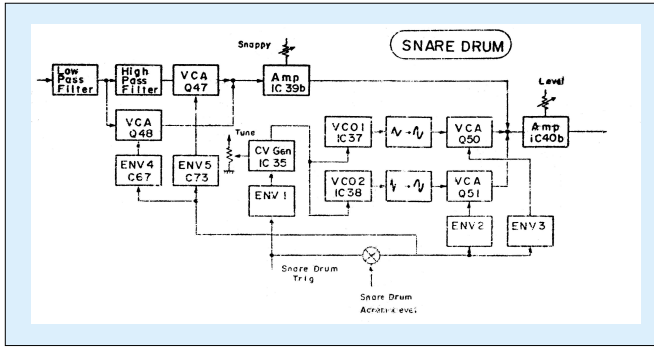 SNARE DRUM
Snappy
Level
Low
Pass
Filter
High
Pass
Filter
VCA
Q47
Amp
IC 39b
VCA
Q48
Tune
CV Gen
IC 35
VCO1
IC37
VCA
Q50
Amp
iC40b
ENV4
C67
ENV5
C73
ENV 1
VCO2
IC38
VCA
Q51
ENV2
ENV3
Snare Drum
Trig
Snare Drum